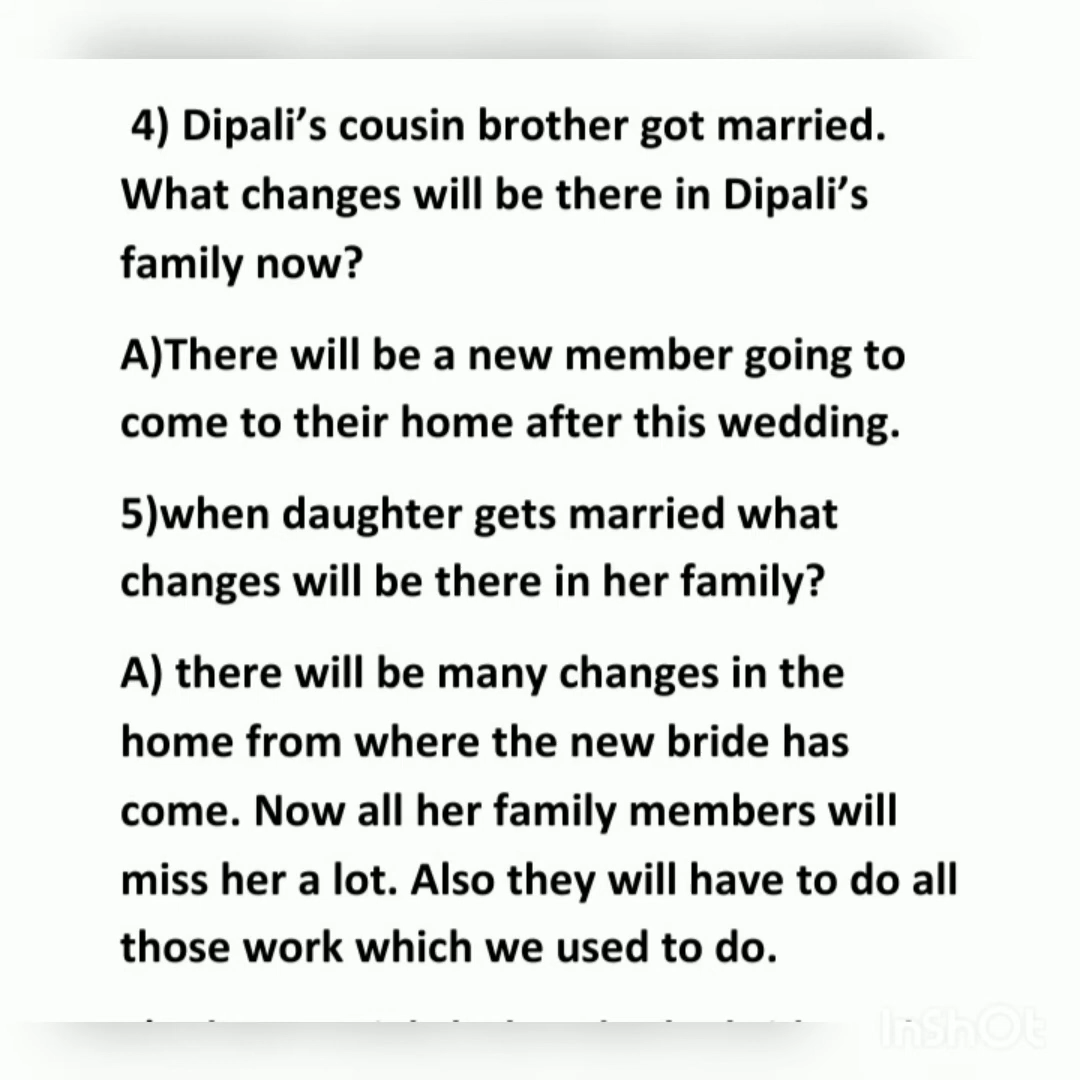 4) Dipali’s cousin brother got married.
What changes will be there in Dipali’s
family now?
A)There will be a new member going to
come to their home after this wedding.
5)when daughter gets married what
changes will be there in her family?
A) there will be many changes in the
home from where the new bride has
come. Now all her family members will
miss her a lot. Also they will have to do all
those work which we used to do.
InShOt